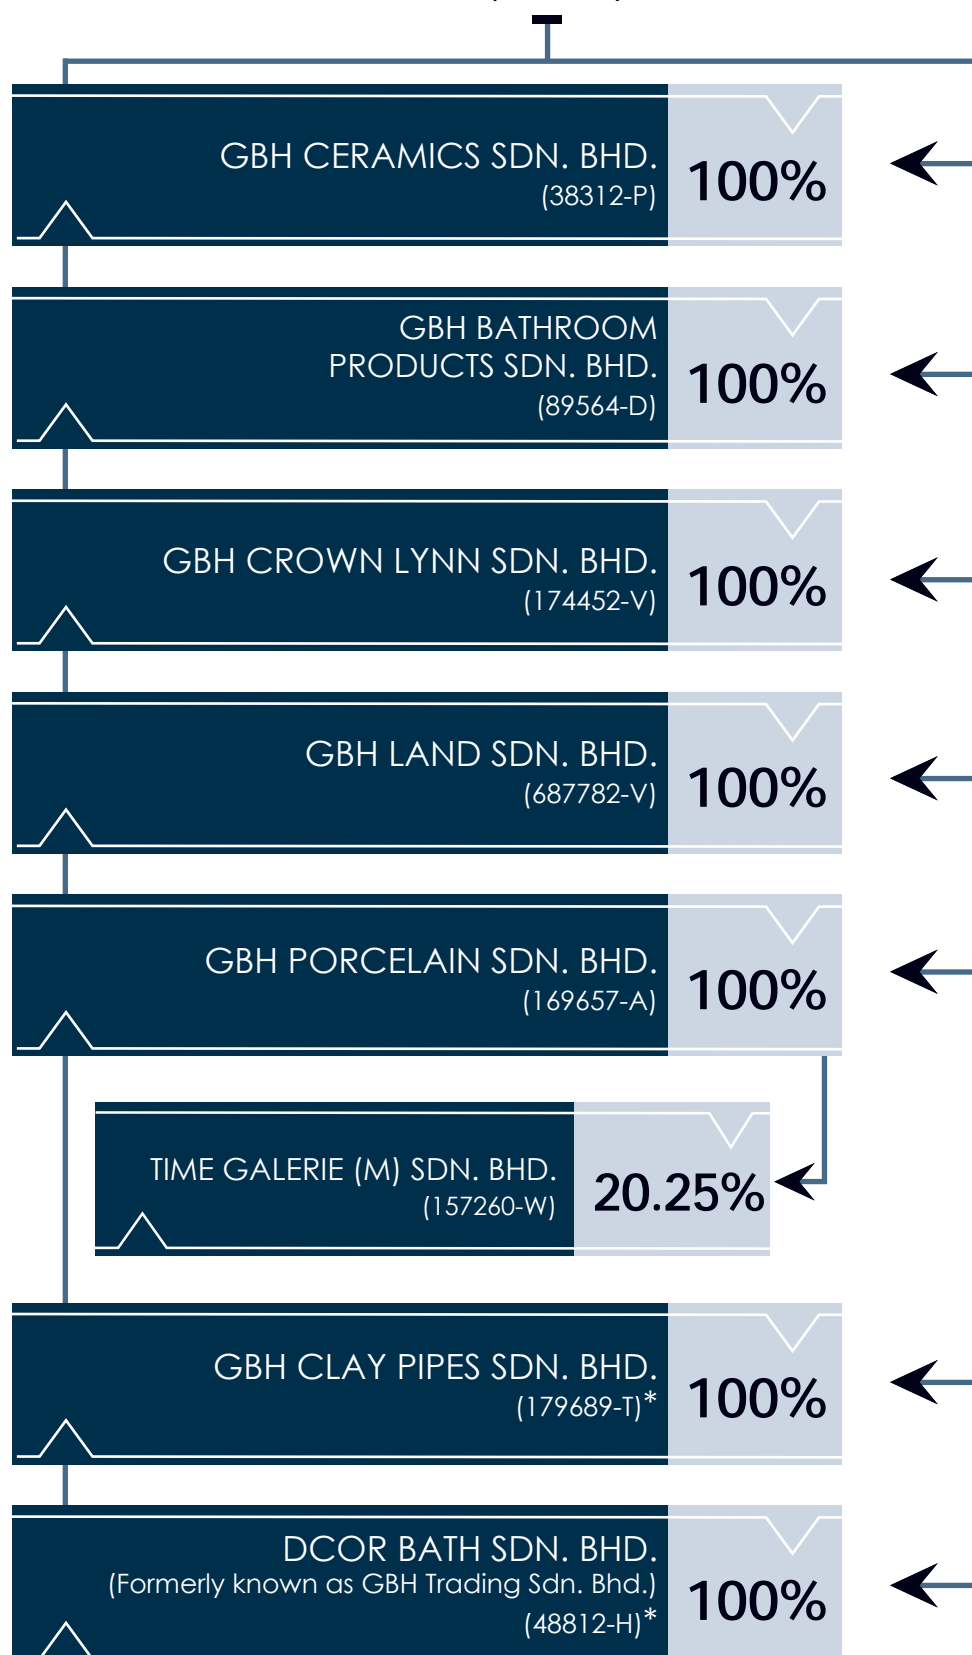 GBH CERAMICS SDN. BHD.
(38312-P)
100%
GBH BATHROOM
PRODUCTS SDN. BHD.
(89564-D)
100%
GBH CROWN LYNN SDN. BHD.
(174452-V)
100%
GBH LAND SDN. BHD.
(687782-V)
100%
GBH PORCELAIN SDN. BHD.
(169657-A)
100%
TIME GALERIE (M) SDN. BHD.
(157260-W)
20.25%
GBH CLAY PIPES SDN. BHD.
(179689-T)*
100%
DCOR BATH SDN. BHD.
(Formerly known as GBH Trading Sdn. Bhd.)
(48812-H)*
100%